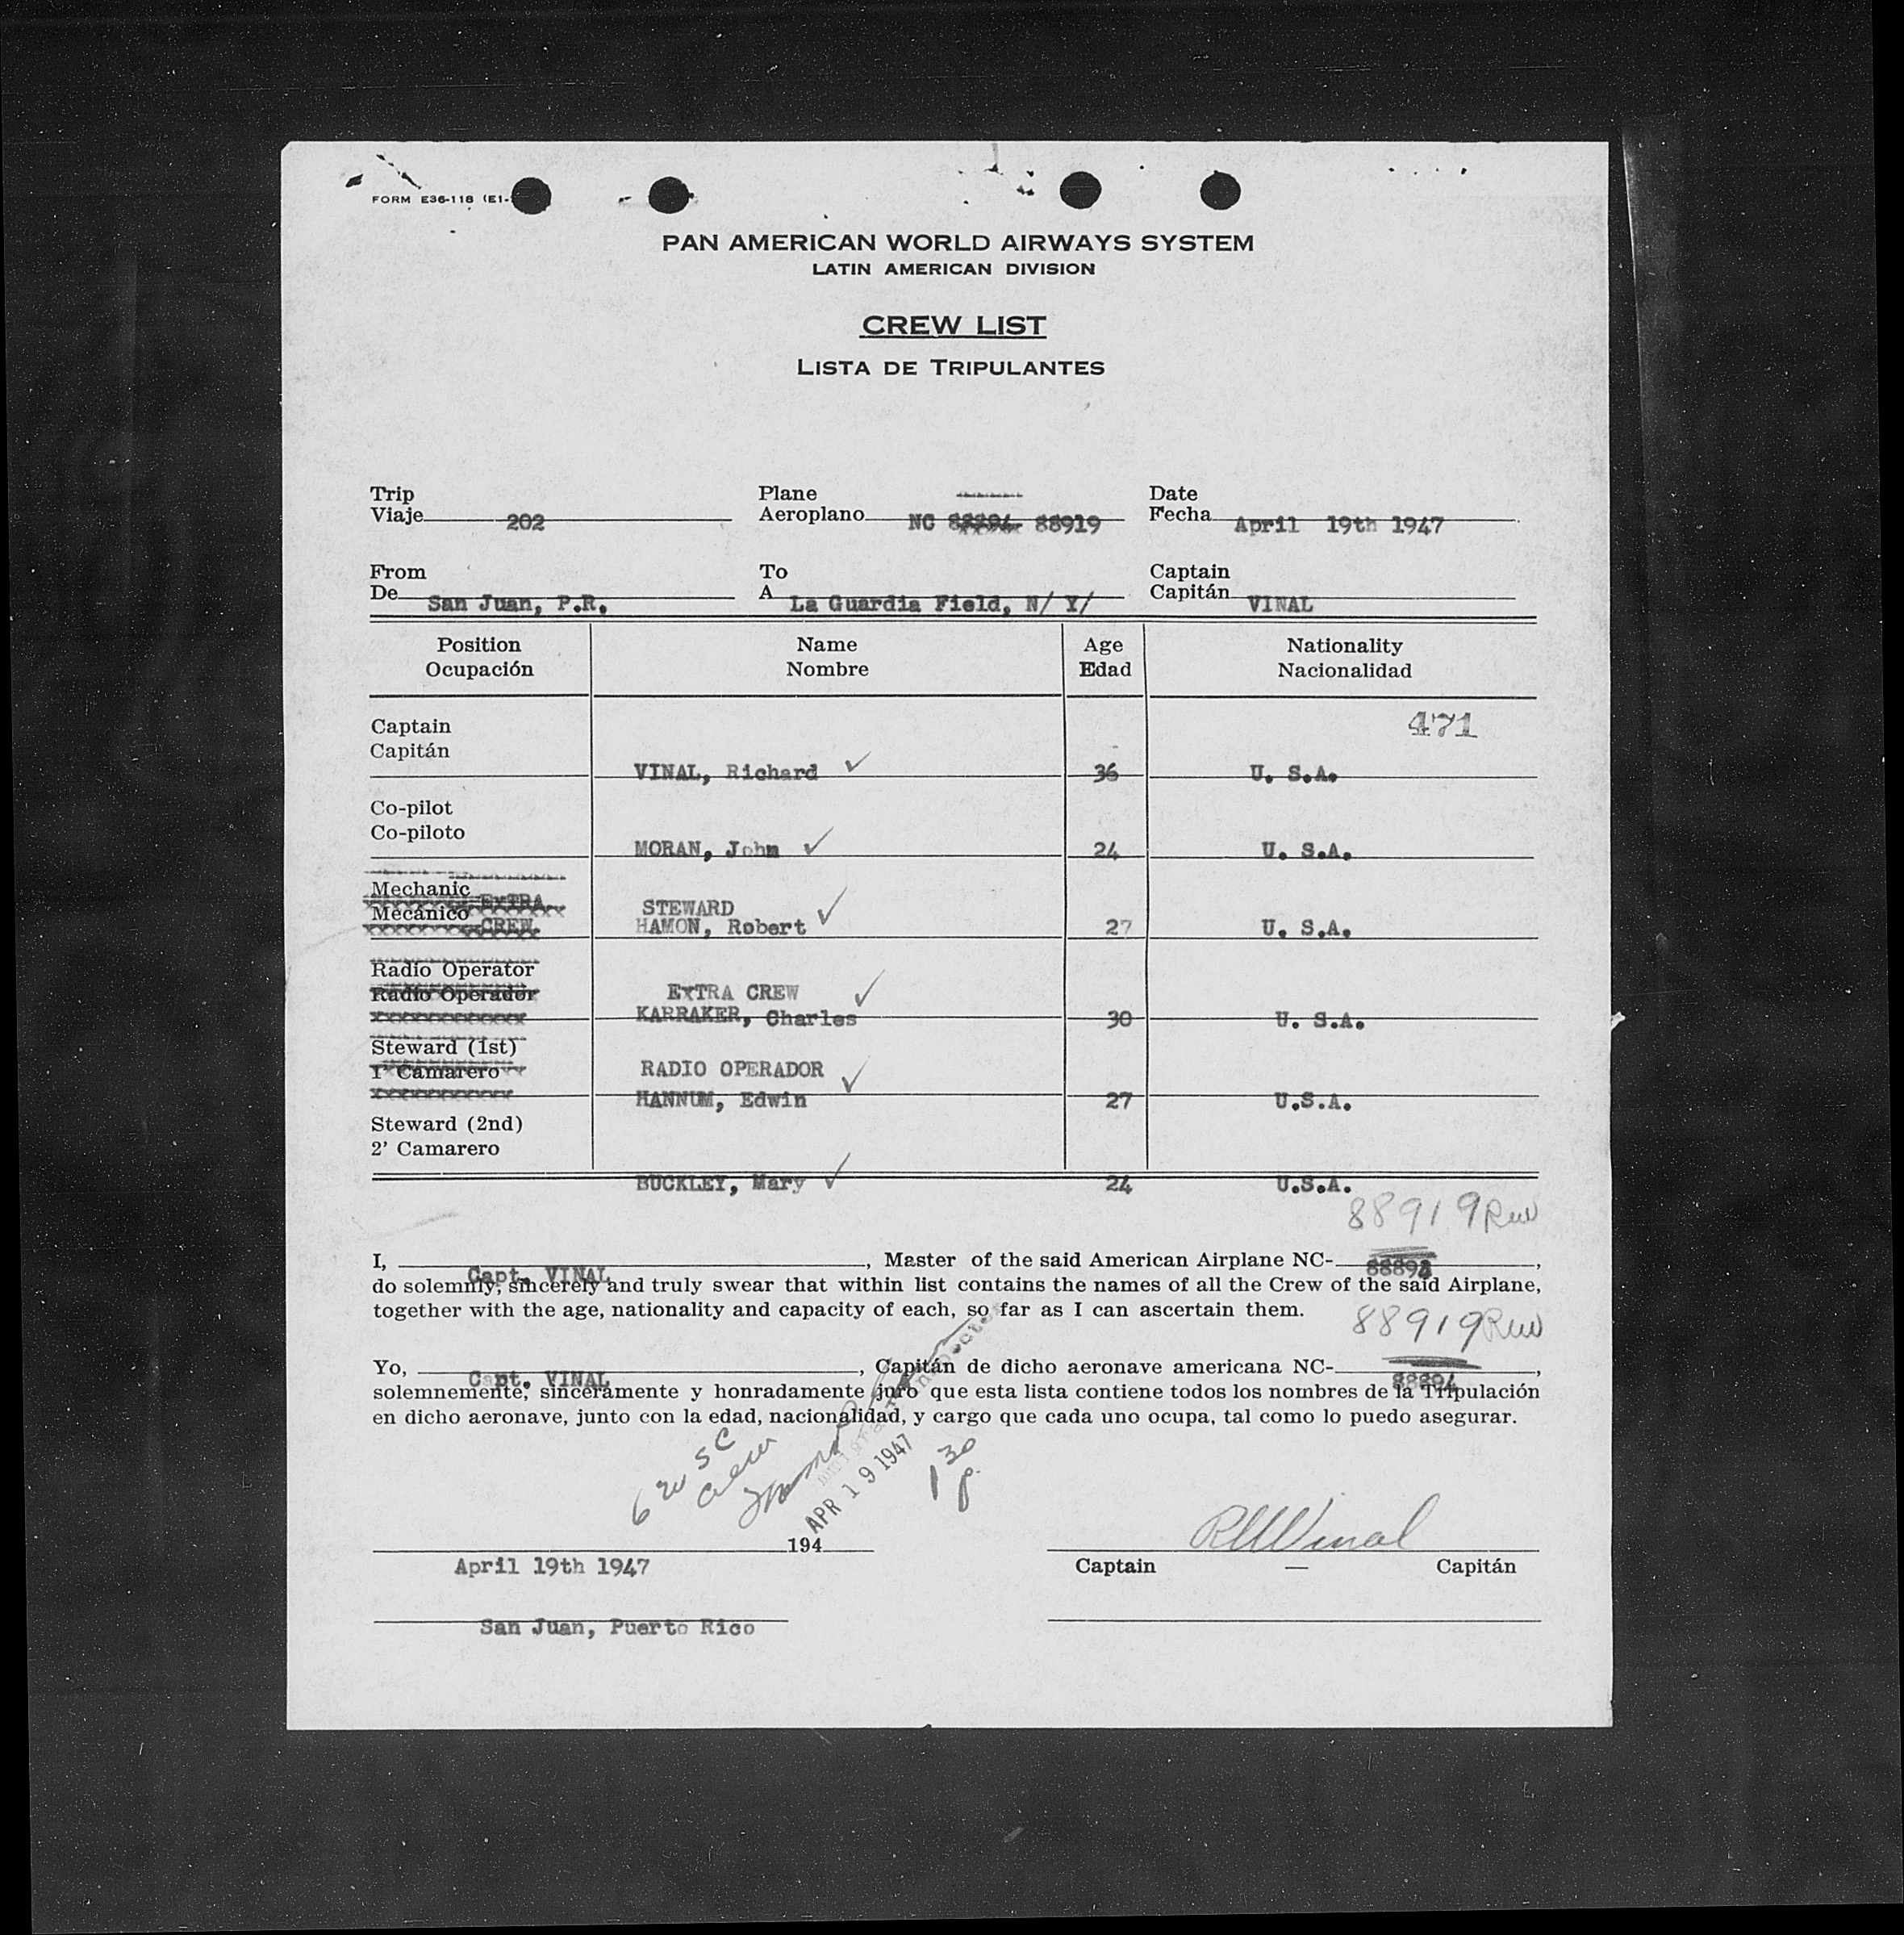 FORM E36-118 (E1-
PAN AMERICAN WORLD AIRWAYS SYSTEM
LATIN AMERICAN DIVISION
CREW LIST
LISTA DE TRIPULANTES
Trip
Viaje 202
Plane
Aeroplano NC 88894 88919
Date
Fecha April 19th 1947
From
De San Juan, P.R.
To
A La Guardia Field, N/ Y/
Captain
Capitán VINAL
Position Name Age Nationality
Ocupación Nombre Edad Nacionalidad
471
Captain
Capitán
VINAL, Richard ✓ 36 U. S.A.
Co-pilot
Co-piloto
MORAN, John ✓ 24 U. S.A.
Mechanic
EXTRA
Mecánico STEWARD
CREW HAMON, Robert ✓ 27 U. S.A.
Radio Operator
Radio Operador EXTRA CREW
KARRAKER, Charles ✓ 30 U. S.A.
Steward (1st)
1' Camarero RADIO OPERADOR
HANNUM, Edwin ✓ 27 U.S.A.
Steward (2nd)
2' Camarero
BUCKLEY, Mary ✓ 24 U.S.A.
88919 RW
I, Capt. VINAL, Master of the said American Airplane NC- 88894,
do solemnly, sincerely and truly swear that within list contains the names of all the Crew of the said Airplane,
together with the age, nationality and capacity of each, so far as I can ascertain them.
88919 RW
Yo, Capt. VINAL, Capitán de dicho aeronave americana NC- 88894,
solemnemente, sinceramente y honradamente juro que esta lista contiene todos los nombres de la Tripulación
en dicho aeronave, junto con la edad, nacionalidad, y cargo que cada uno ocupa, tal como lo puedo asegurar.
6 SC
crew
APR 19 1947
1 30 p.
194
April 19th 1947
RW Vinal
Captain — Capitán
San Juan, Puerto Rico